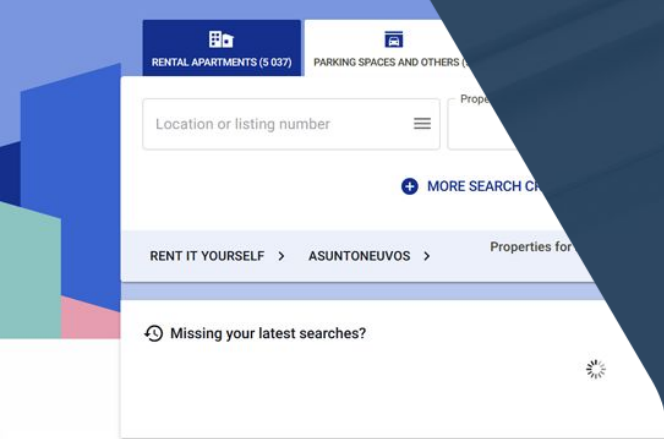 RENTAL APARTMENTS (5 037)
PARKING SPACES AND OTHERS (
Location or listing number
MORE SEARCH
RENT IT YOURSELF >
ASUNTONEUVOS >
Properties for
Missing your latest searches?